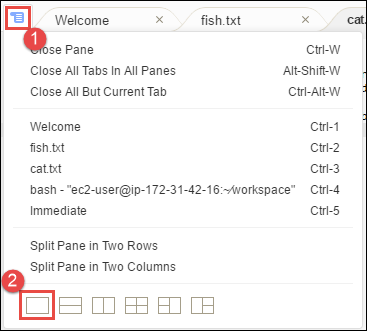 1 Welcome × fish.txt × cat.
Close Pane Ctrl-W
Close All Tabs In All Panes Alt-Shift-W
Close All But Current Tab Ctrl-Alt-W
Welcome Ctrl-1
fish.txt Ctrl-2
cat.txt Ctrl-3
bash - "ec2-user@ip-172-31-42-16:~/workspace" Ctrl-4
Immediate Ctrl-5
Split Pane in Two Rows
Split Pane in Two Columns
2